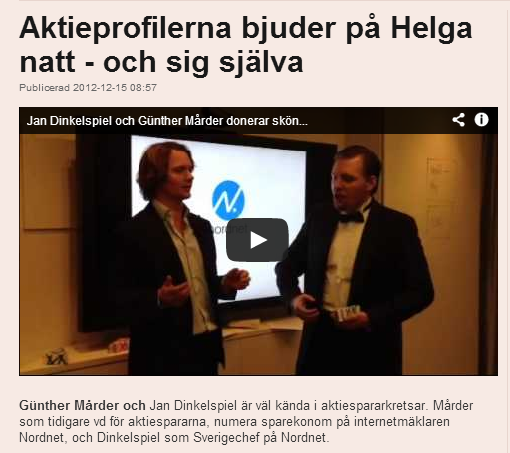 Aktieprofilerna bjuder på Helga
natt - och sig själva
Publicerad 2012-12-15 08:57
Jan Dinkelspiel och Günther Mårder donerar skön...
N
nordnet
Günther Mårder och Jan Dinkelspiel är väl kända i aktiespararkretsar. Mårder
som tidigare vd för aktiespararna, numera sparekonom på internetmäklaren
Nordnet, och Dinkelspiel som Sverigechef på Nordnet.